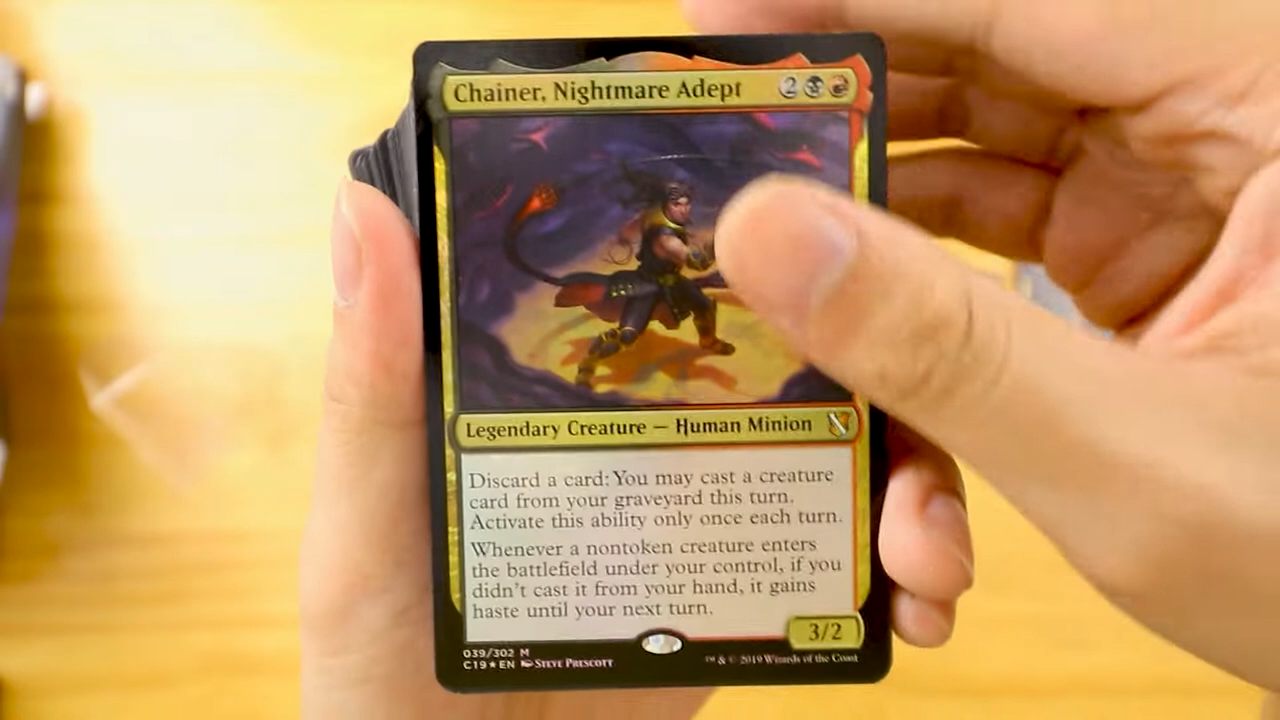 Chainer, Nightmare Adept 2
Legendary Creature — Human Minion
Discard a card: You may cast a creature
card from your graveyard this turn.
Activate this ability only once each turn.
Whenever a nontoken creature enters
the battlefield under your control, if you
didn't cast it from your hand, it gains
haste until your next turn.
3/2
039/302 M
C19★EN Steve Prescott
™ & © 2019 Wizards of the Coast